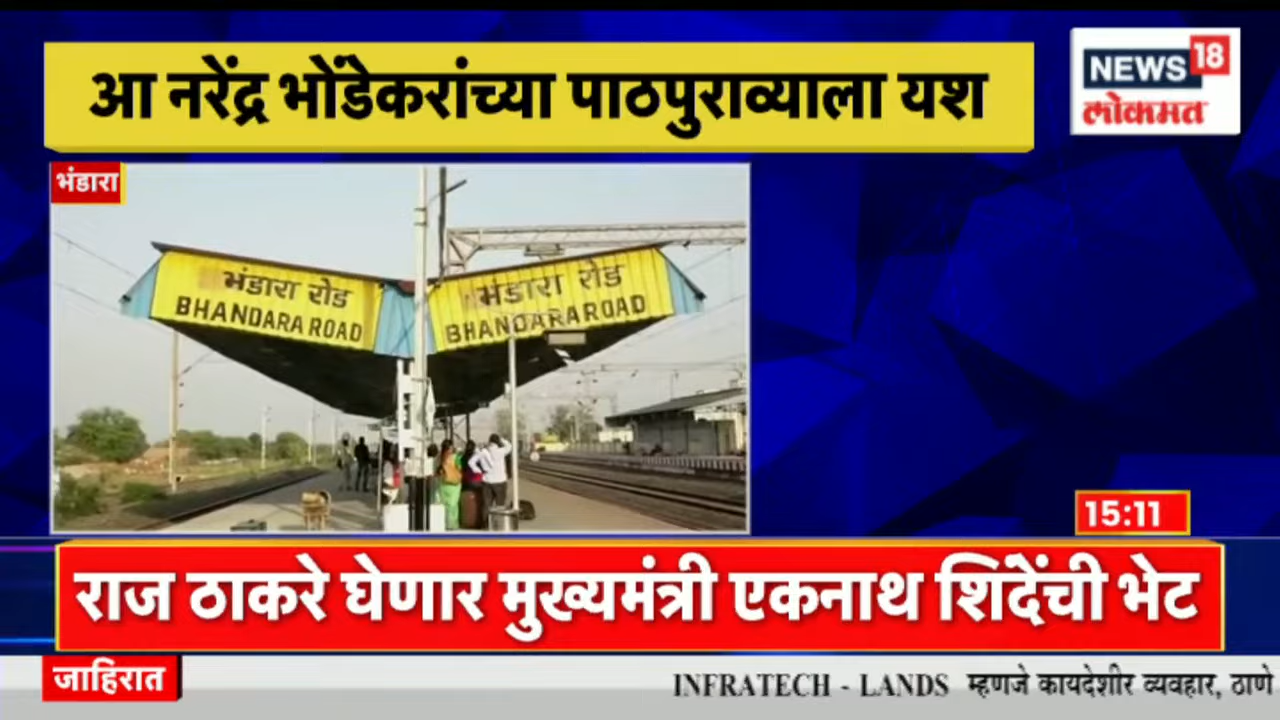 आ नरेंद्र भोंडेकरांच्या पाठपुराव्याला यश
NEWS 18
लोकमत
भंडारा
भंडारा रोड
BHANDARA ROAD
भंडारा रोड
BHANDARA ROAD
15:11
राज ठाकरे घेणार मुख्यमंत्री एकनाथ शिंदेंची भेट
जाहिरात
INFRATECH - LANDS म्हणजे कायदेशीर व्यवहार, ठाणे